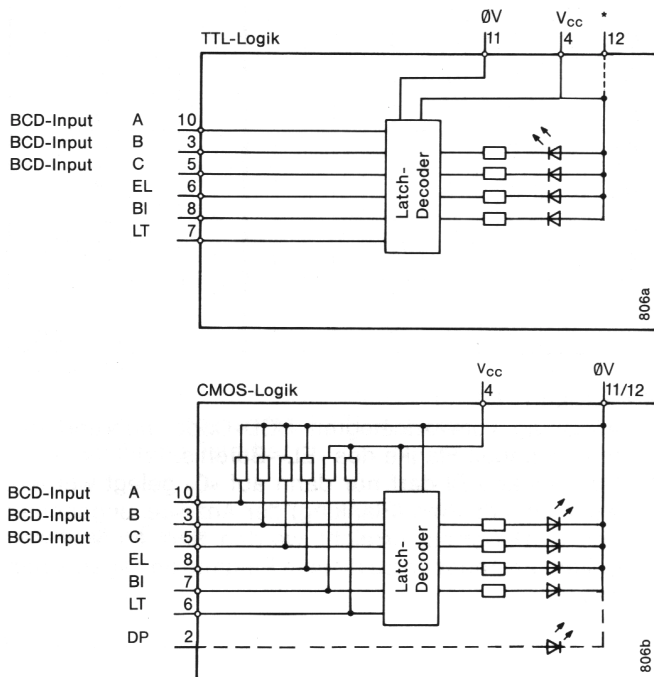 ØV Vcc *
TTL-Logik 11 4 12
BCD-Input A 10
BCD-Input B 3
BCD-Input C 5
EL 6
BI 8
LT 7
Latch-
Decoder
806a
Vcc ØV
CMOS-Logik 4 11/12
BCD-Input A 10
BCD-Input B 3
BCD-Input C 5
EL 8
BI 7
LT 6
DP 2
Latch-
Decoder
806b